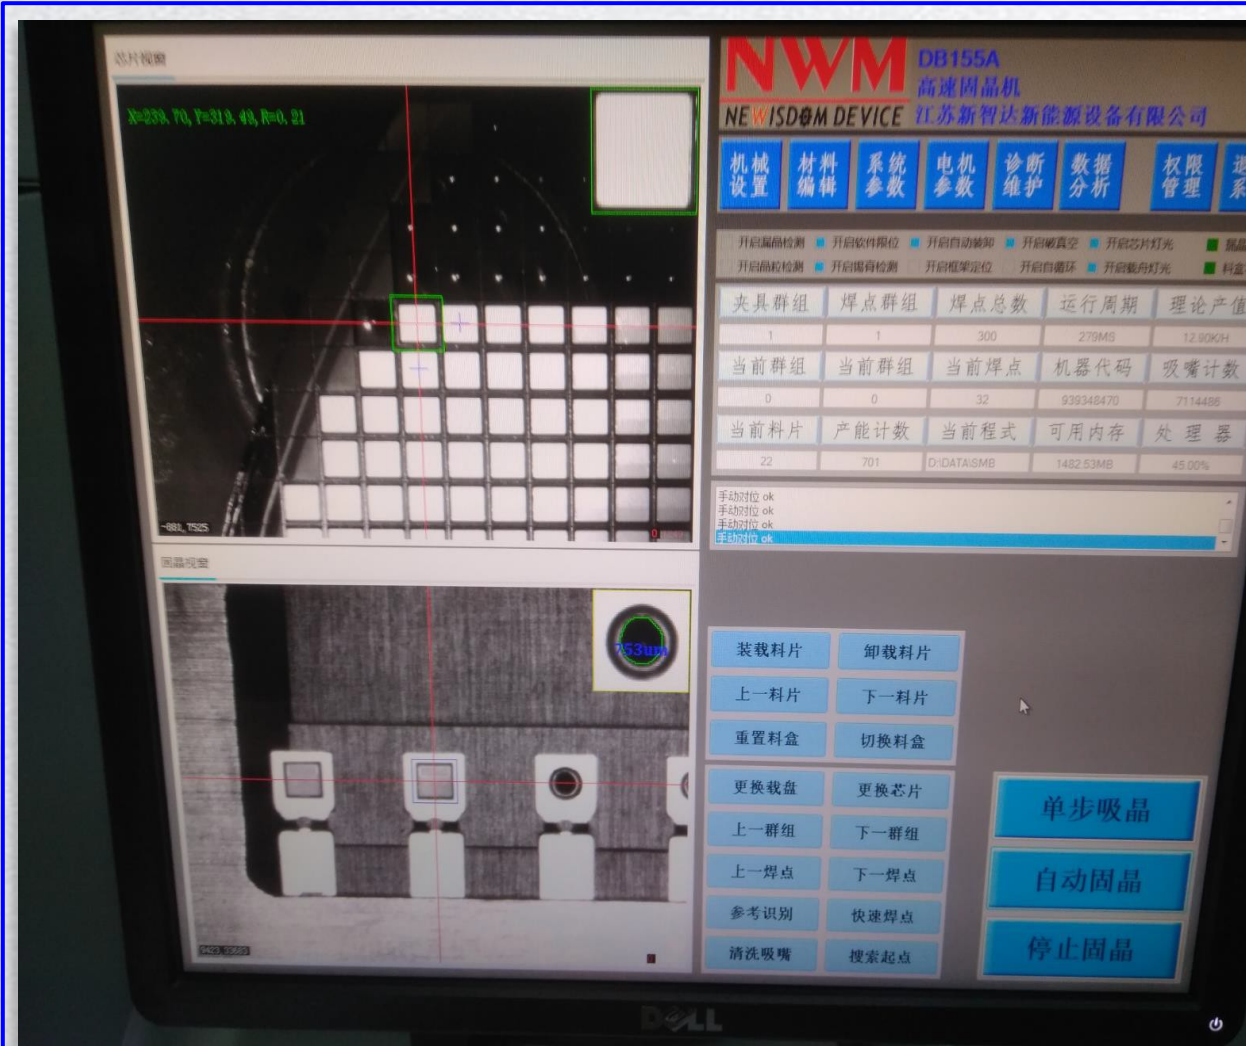 芯片视窗
X=239.70, Y=319.49, R=0.21
-881,7525
0
固晶视窗
753um
NWM
NEWISDOM DEVICE
DB155A
高速固晶机
江苏新智达新能源设备有限公司
机械设置 材料编辑 系统参数 电机参数 诊断维护 数据分析 权限管理
开启漏晶检测 开启软件限位 开启自动装卸 开启破真空 开启芯片灯光
开启晶粒检测 开启锡膏检测 开启框架定位 开启自循环 开启载舟灯光 料盒
夹具群组 焊点群组 焊点总数 运行周期 理论产值
1 1 300 279MS 12.90K/H
当前群组 当前群组 当前焊点 机器代码 吸嘴计数
0 0 32 939348470 7114486
当前料片 产能计数 当前程式 可用内存 处理器
22 701 D:\DATA\SMB 1482.53MB 45.00%
手动对位 ok
手动对位 ok
手动对位 ok
手动对位 ok
装载料片 卸载料片
上一料片 下一料片
重置料盒 切换料盒
更换载盘 更换芯片
上一群组 下一群组
上一焊点 下一焊点
参考识别 快速焊点
清洗吸嘴 搜索起点
单步吸晶
自动固晶
停止固晶
DELL